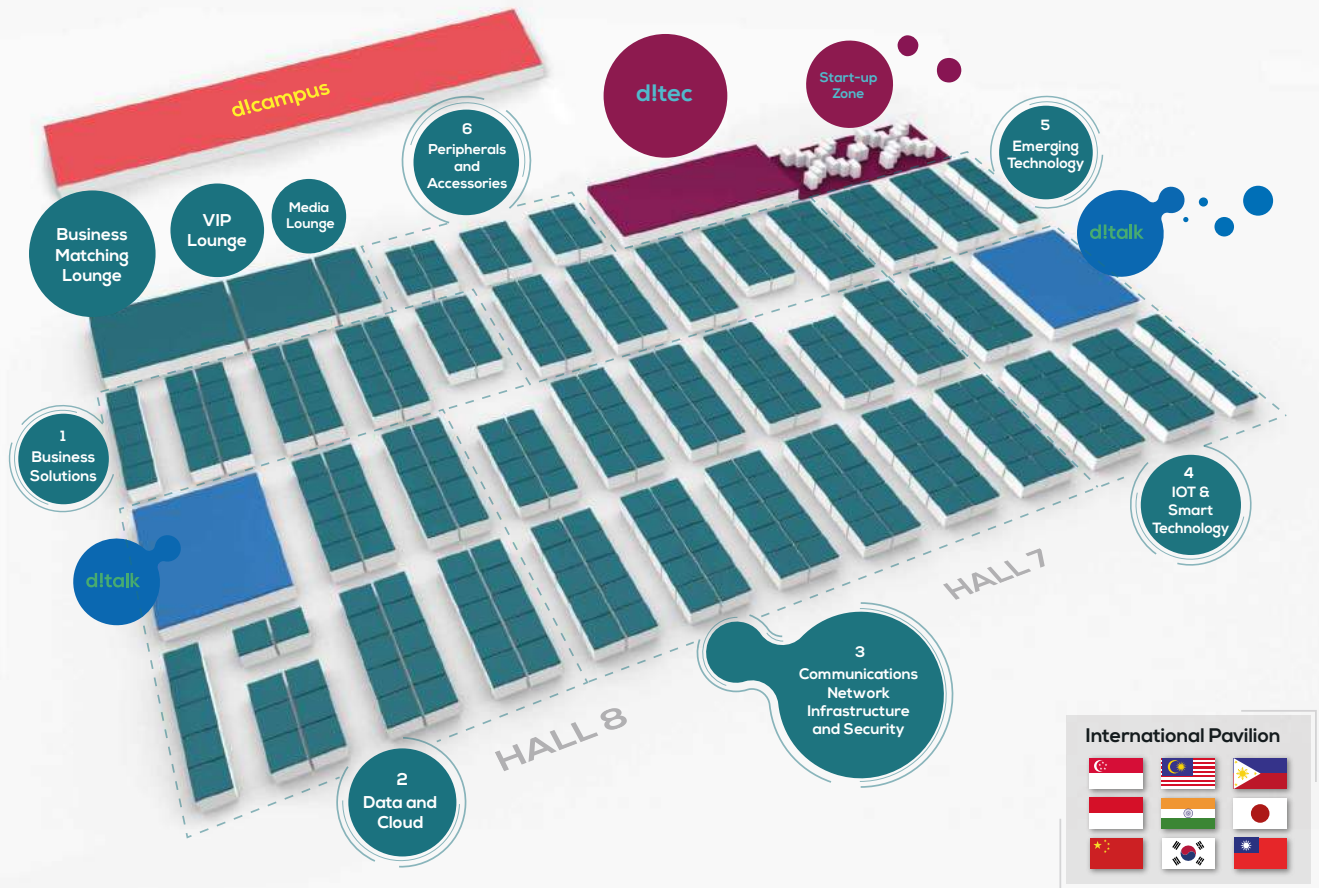 d!campus
d!tec
Start-up
Zone
6
Peripherals
and
Accessories
5
Emerging
Technology
Business
Matching
Lounge
VIP
Lounge
Media
Lounge
d!talk
1
Business
Solutions
4
IOT &
Smart
Technology
d!talk
HALL 7
3
Communications
Network
Infrastructure
and Security
HALL 8
2
Data and
Cloud
International Pavilion